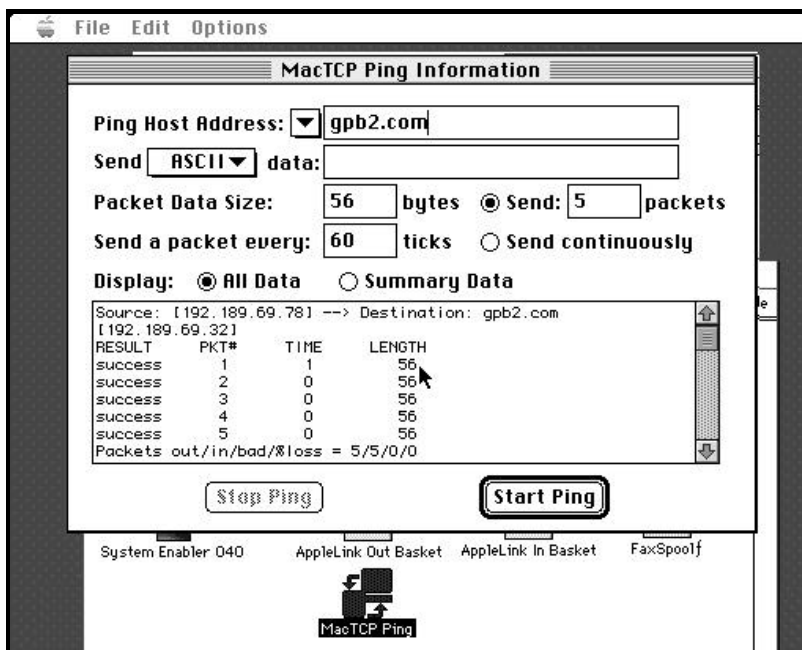 File Edit Options
MacTCP Ping Information
Ping Host Address: gpb2.com
Send ASCII data:
Packet Data Size: 56 bytes Send: 5 packets
Send a packet every: 60 ticks Send continuously
Display: All Data Summary Data
Source: [192.189.69.78] --> Destination: gpb2.com
[192.189.69.32]
RESULT PKT# TIME LENGTH
success 1 1 56
success 2 0 56
success 3 0 56
success 4 0 56
success 5 0 56
Packets out/in/bad/%loss = 5/5/0/0
Stop Ping Start Ping
System Enabler 040 AppleLink Out Basket AppleLink In Basket FaxSpoolƒ
MacTCP Ping